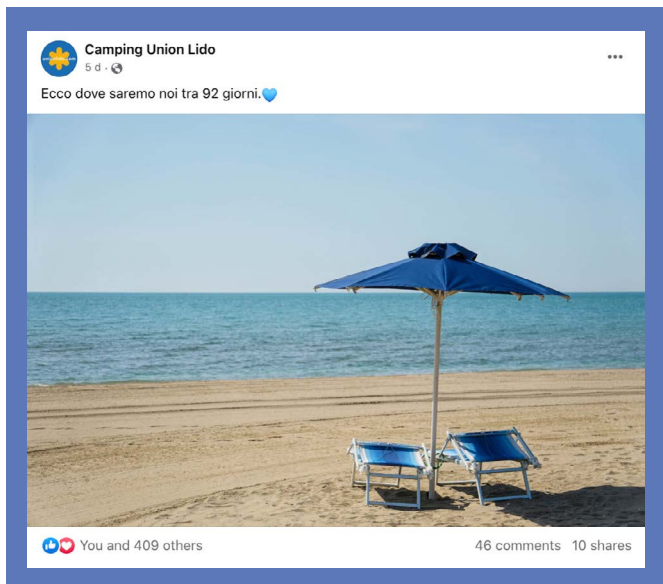 Camping Union Lido
5 d ·
Ecco dove saremo noi tra 92 giorni.💙
You and 409 others
46 comments 10 shares